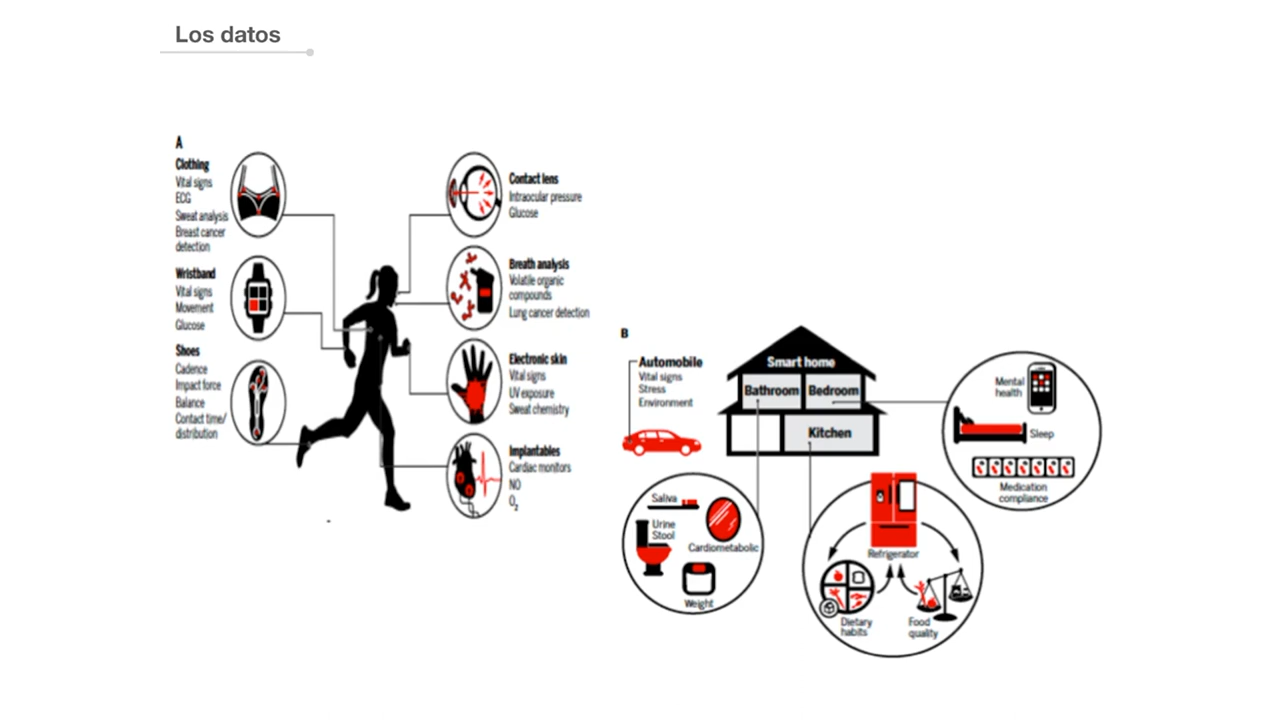 Los datos
A
Clothing
Vital signs
ECG
Sweat analysis
Breast cancer
detection
Wristband
Vital signs
Movement
Glucose
Shoes
Cadence
Impact force
Balance
Contact time/
distribution
Contact lens
Intraocular pressure
Glucose
Breath analysis
Volatile organic
compounds
Lung cancer detection
Electronic skin
Vital signs
UV exposure
Sweat chemistry
Implantables
Cardiac monitors
NO
O₂
B
Automobile
Vital signs
Stress
Environment
Smart home
Bathroom
Bedroom
Kitchen
Mental
health
Sleep
Medication
compliance
Saliva
Urine
Stool
Cardiometabolic
Weight
Refrigerator
Dietary
habits
Food
quality